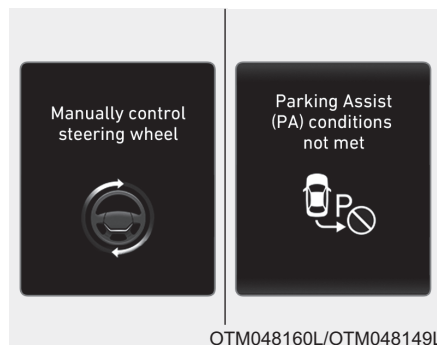 Manually control
steering wheel
Parking Assist
(PA) conditions
not met
P
OTM048160L/OTM048149L